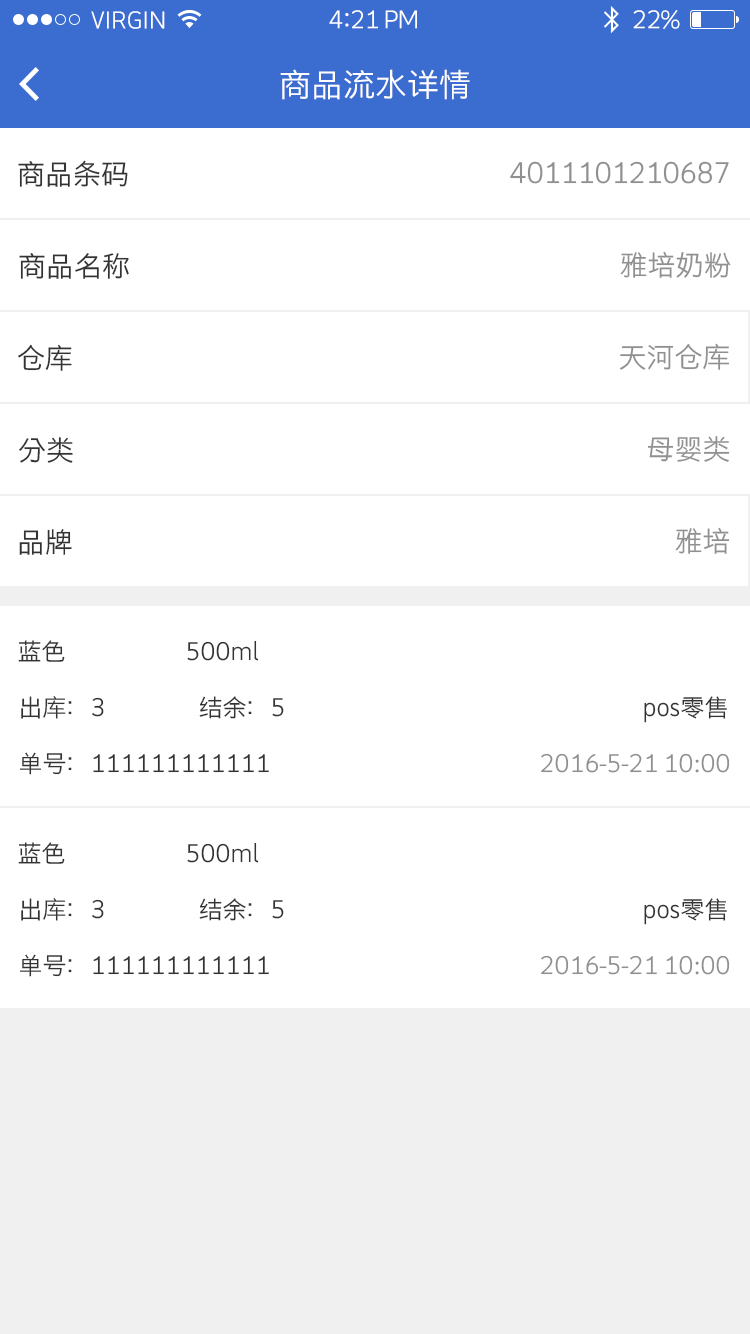 VIRGIN 4:21 PM 22%
商品流水详情
商品条码 4011101210687
商品名称 雅培奶粉
仓库 天河仓库
分类 母婴类
品牌 雅培
蓝色 500ml
出库: 3 结余: 5 pos零售
单号: 111111111111 2016-5-21 10:00
蓝色 500ml
出库: 3 结余: 5 pos零售
单号: 111111111111 2016-5-21 10:00